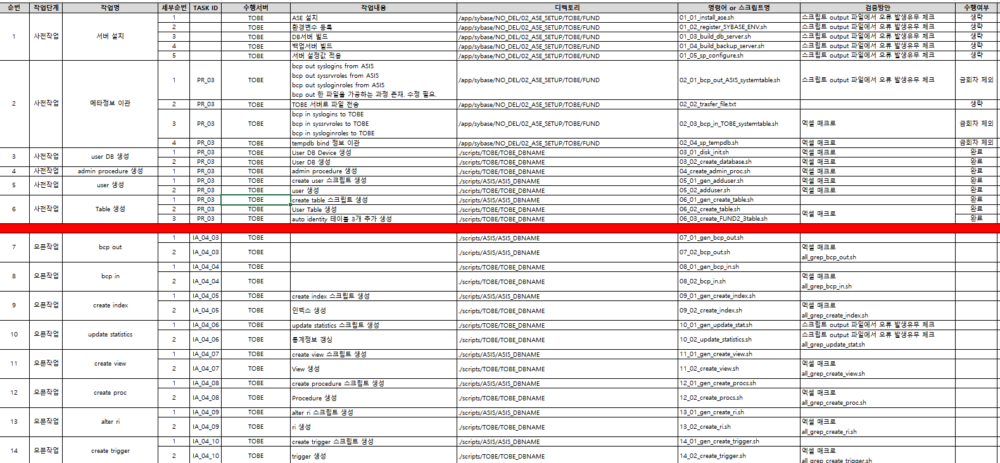 순번 작업단계 작업명 세부순번 TASK ID 수행서버 작업내용 디렉토리 명령어 or 스크립트명 검증방안 수행여부
1 사전작업 서버 설치 1 TOBE ASE 설치 /app/sybase/NO_DEL/02_ASE_SETUP/TOBE/FUND 01_01_install_ase.sh 스크립트 output 파일에서 오류 발생유무 체크 생략
2 TOBE 환경변수 등록 /app/sybase/NO_DEL/02_ASE_SETUP/TOBE/FUND 01_02_register_SYBASE_ENV.sh 스크립트 output 파일에서 오류 발생유무 체크 생략
3 TOBE DB서버 빌드 /app/sybase/NO_DEL/02_ASE_SETUP/TOBE/FUND 01_03_build_db_server.sh 스크립트 output 파일에서 오류 발생유무 체크 생략
4 TOBE 백업서버 빌드 /app/sybase/NO_DEL/02_ASE_SETUP/TOBE/FUND 01_04_build_backup_server.sh 스크립트 output 파일에서 오류 발생유무 체크 생략
5 TOBE 서버 설정값 적용 /app/sybase/NO_DEL/02_ASE_SETUP/TOBE/FUND 01_05_sp_configure.sh 스크립트 output 파일에서 오류 발생유무 체크 생략
2 사전작업 메타정보 이관 1 PR_03 TOBE bcp out syslogins from ASIS
bcp out syssrvroles from ASIS
bcp out sysloginroles from ASIS
bcp out 한 파일을 가공하는 과정 존재. 수정 필요. /app/sybase/NO_DEL/02_ASE_SETUP/TOBE/FUND 02_01_bcp_out_ASIS_systemtable.sh 스크립트 output 파일에서 오류 발생유무 체크 금회차 제외
2 PR_03 TOBE TOBE 서버로 파일 전송 /app/sybase/NO_DEL/02_ASE_SETUP/TOBE/FUND 02_02_trasfer_file.txt 생략
3 PR_03 TOBE bcp in syslogins to TOBE
bcp in syssrvroles to TOBE
bcp in sysloginroles to TOBE /app/sybase/NO_DEL/02_ASE_SETUP/TOBE/FUND 02_03_bcp_in_TOBE_systemtable.sh 엑셀 매크로 금회차 제외
4 PR_03 TOBE tempdb bind 정보 이관 /app/sybase/NO_DEL/02_ASE_SETUP/TOBE/FUND 02_04_sp_tempdb.sh 엑셀 매크로 금회차 제외
3 사전작업 user DB 생성 1 PR_03 TOBE User DB Device 생성 ./scripts/TOBE/TOBE_DBNAME 03_01_disk_init.sh 엑셀 매크로 완료
2 PR_03 TOBE User DB 생성 ./scripts/TOBE/TOBE_DBNAME 03_02_create_database.sh 엑셀 매크로 완료
4 사전작업 admin procedure 생성 1 PR_03 TOBE admin procedure 생성 ./scripts/TOBE/TOBE_DBNAME 04_create_admin_proc.sh 엑셀 매크로 완료
5 사전작업 user 생성 1 PR_03 TOBE create user 스크립트 생성 ./scripts/ASIS/ASIS_DBNAME 05_01_gen_adduser.sh 엑셀 매크로 완료
2 PR_03 TOBE user 생성 ./scripts/TOBE/TOBE_DBNAME 05_02_adduser.sh 엑셀 매크로 완료
6 사전작업 Table 생성 1 PR_03 TOBE create table 스크립트 생성 ./scripts/ASIS/ASIS_DBNAME 06_01_gen_create_table.sh 완료
2 PR_03 TOBE User Table 생성 ./scripts/TOBE/TOBE_DBNAME 06_02_create_table.sh 엑셀 매크로 완료
3 PR_03 TOBE auto identity 테이블 3개 추가 생성 ./scripts/TOBE/TOBE_DBNAME 06_03_create_FUND2_3table.sh 완료
7 오픈작업 bcp out 1 IA_04_03 TOBE ./scripts/ASIS/ASIS_DBNAME 07_01_gen_bcp_out.sh
2 IA_04_03 TOBE ./scripts/ASIS/ASIS_DBNAME 07_02_bcp_out.sh 엑셀 매크로
all_grep_bcp_out.sh
8 오픈작업 bcp in 1 IA_04_04 TOBE ./scripts/TOBE/TOBE_DBNAME 08_01_gen_bcp_in.sh
2 IA_04_04 TOBE ./scripts/TOBE/TOBE_DBNAME 08_02_bcp_in.sh 엑셀 매크로
all_grep_bcp_in.sh
9 오픈작업 create index 1 IA_04_05 TOBE create index 스크립트 생성 ./scripts/ASIS/ASIS_DBNAME 09_01_gen_create_index.sh
2 IA_04_05 TOBE 인덱스 생성 ./scripts/TOBE/TOBE_DBNAME 09_02_create_index.sh 엑셀 매크로
all_grep_create_index.sh
10 오픈작업 update statistics 1 IA_04_06 TOBE update statistics 스크립트 생성 ./scripts/ASIS/ASIS_DBNAME 10_01_gen_update_stat.sh 스크립트 output 파일에서 오류 발생유무 체크
2 IA_04_06 TOBE 통계정보 갱싱 ./scripts/TOBE/TOBE_DBNAME 10_02_update_statistics.sh 스크립트 output 파일에서 오류 발생유무 체크
all_grep_update_stat.sh
11 오픈작업 create view 1 IA_04_07 TOBE create view 스크립트 생성 ./scripts/ASIS/ASIS_DBNAME 11_01_gen_create_view.sh
2 IA_04_07 TOBE View 생성 ./scripts/TOBE/TOBE_DBNAME 11_02_create_view.sh 엑셀 매크로
all_grep_create_view.sh
12 오픈작업 create proc 1 IA_04_08 TOBE create procedure 스크립트 생성 ./scripts/ASIS/ASIS_DBNAME 12_01_gen_create_procs.sh
2 IA_04_08 TOBE Procedure 생성 ./scripts/TOBE/TOBE_DBNAME 12_02_create_procs.sh 엑셀 매크로
all_grep_create_proc.sh
13 오픈작업 alter ri 1 IA_04_09 TOBE alter ri 스크립트 생성 ./scripts/ASIS/ASIS_DBNAME 13_01_gen_create_ri.sh
2 IA_04_09 TOBE ri 생성 ./scripts/TOBE/TOBE_DBNAME 13_02_create_ri.sh 엑셀 매크로
all_grep_create_ri.sh
14 오픈작업 create trigger 1 IA_04_10 TOBE create trigger 스크립트 생성 ./scripts/ASIS/ASIS_DBNAME 14_01_gen_create_trigger.sh
2 IA_04_10 TOBE trigger 생성 ./scripts/TOBE/TOBE_DBNAME 14_02_create_trigger.sh 엑셀 매크로
all_grep_create_trigger.sh